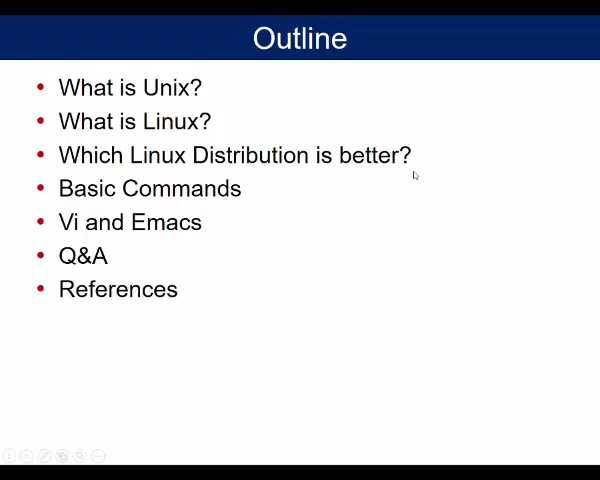 Outline
• What is Unix?
• What is Linux?
• Which Linux Distribution is better?
• Basic Commands
• Vi and Emacs
• Q&A
• References